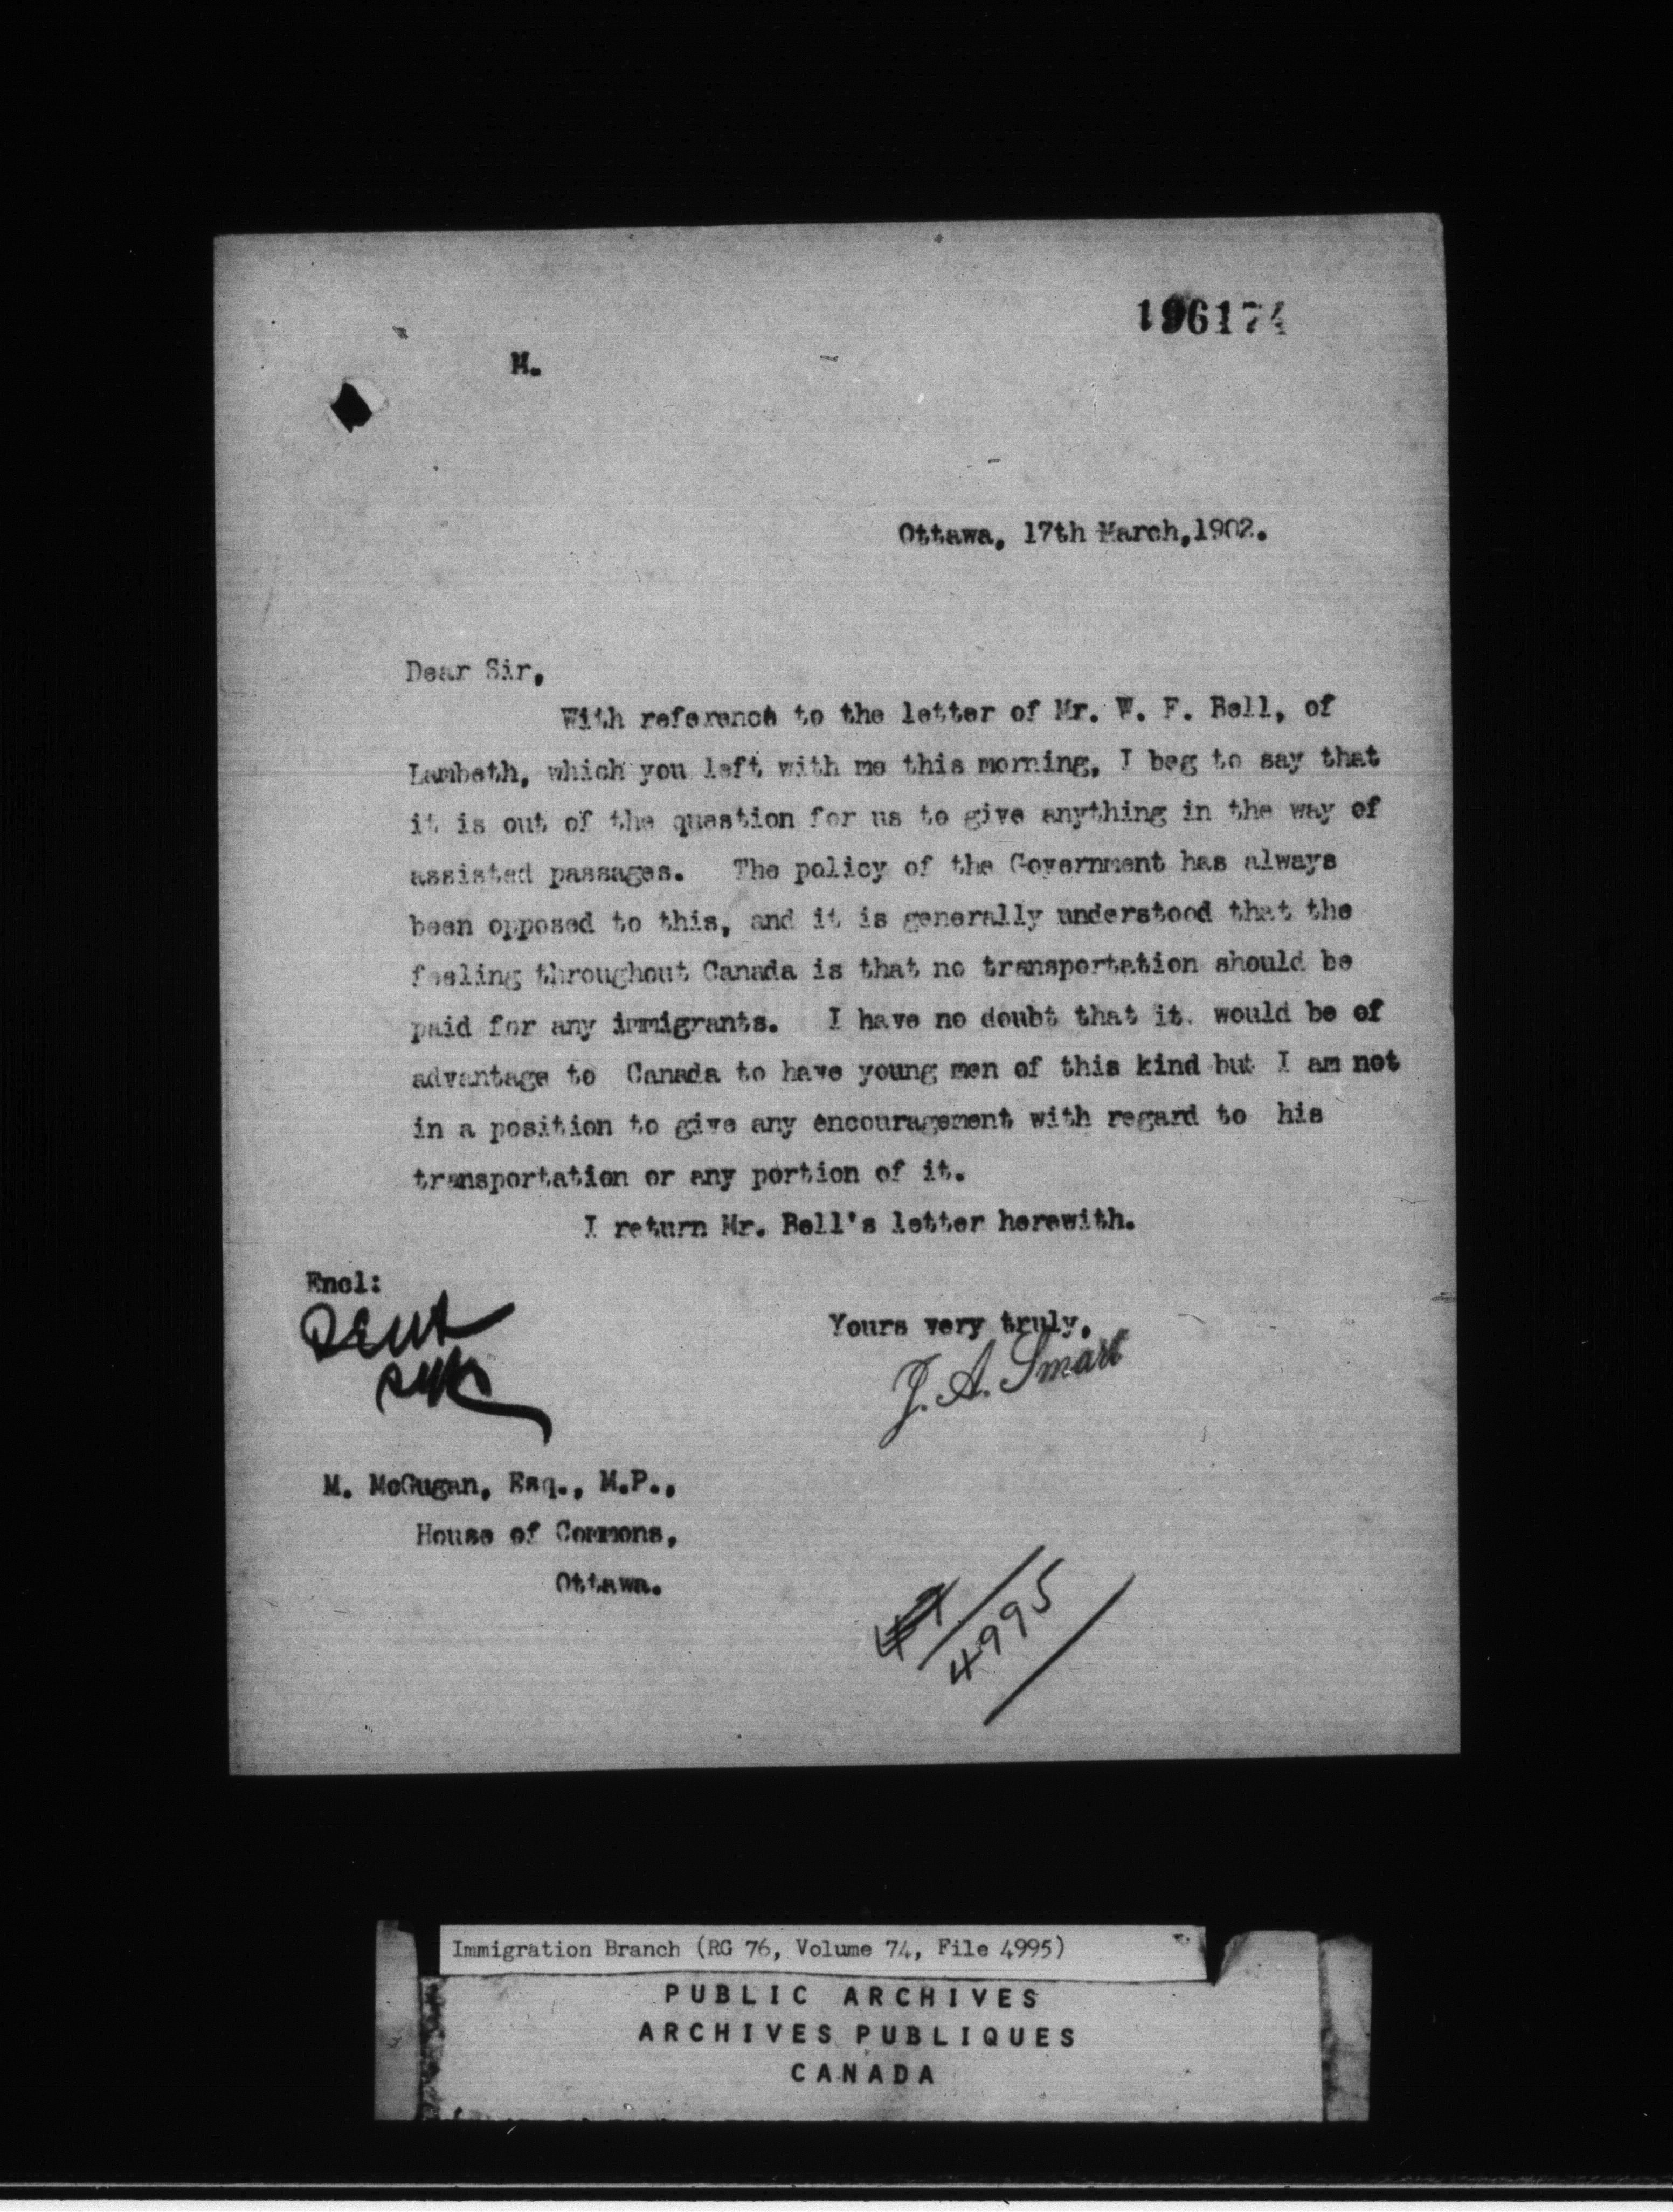 196174
M.
Ottawa, 17th March, 1902.
Dear Sir,
With reference to the letter of Mr. W. F. Bell, of
Lambeth, which you left with me this morning, I beg to say that
it is out of the question for us to give anything in the way of
assisted passages. The policy of the Government has always
been opposed to this, and it is generally understood that the
feeling throughout Canada is that no transportation should be
paid for any immigrants. I have no doubt that it would be of
advantage to Canada to have young men of this kind but I am not
in a position to give any encouragement with regard to his
transportation or any portion of it.
I return Mr. Bell's letter herewith.
Encl:
Yours very truly,
J. A. Smart
M. McGugan, Esq., M.P.,
House of Commons,
Ottawa.
4995
Immigration Branch (RG 76, Volume 74, File 4995)
PUBLIC ARCHIVES
ARCHIVES PUBLIQUES
CANADA